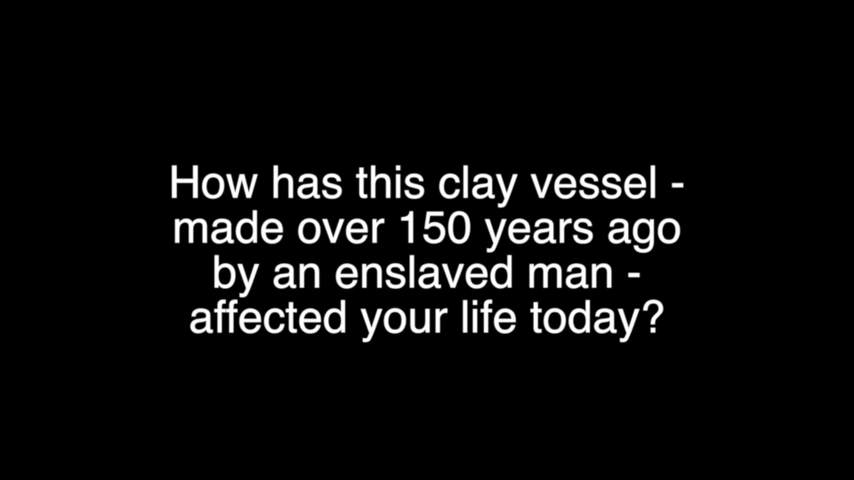 How has this clay vessel -
made over 150 years ago
by an enslaved man -
affected your life today?